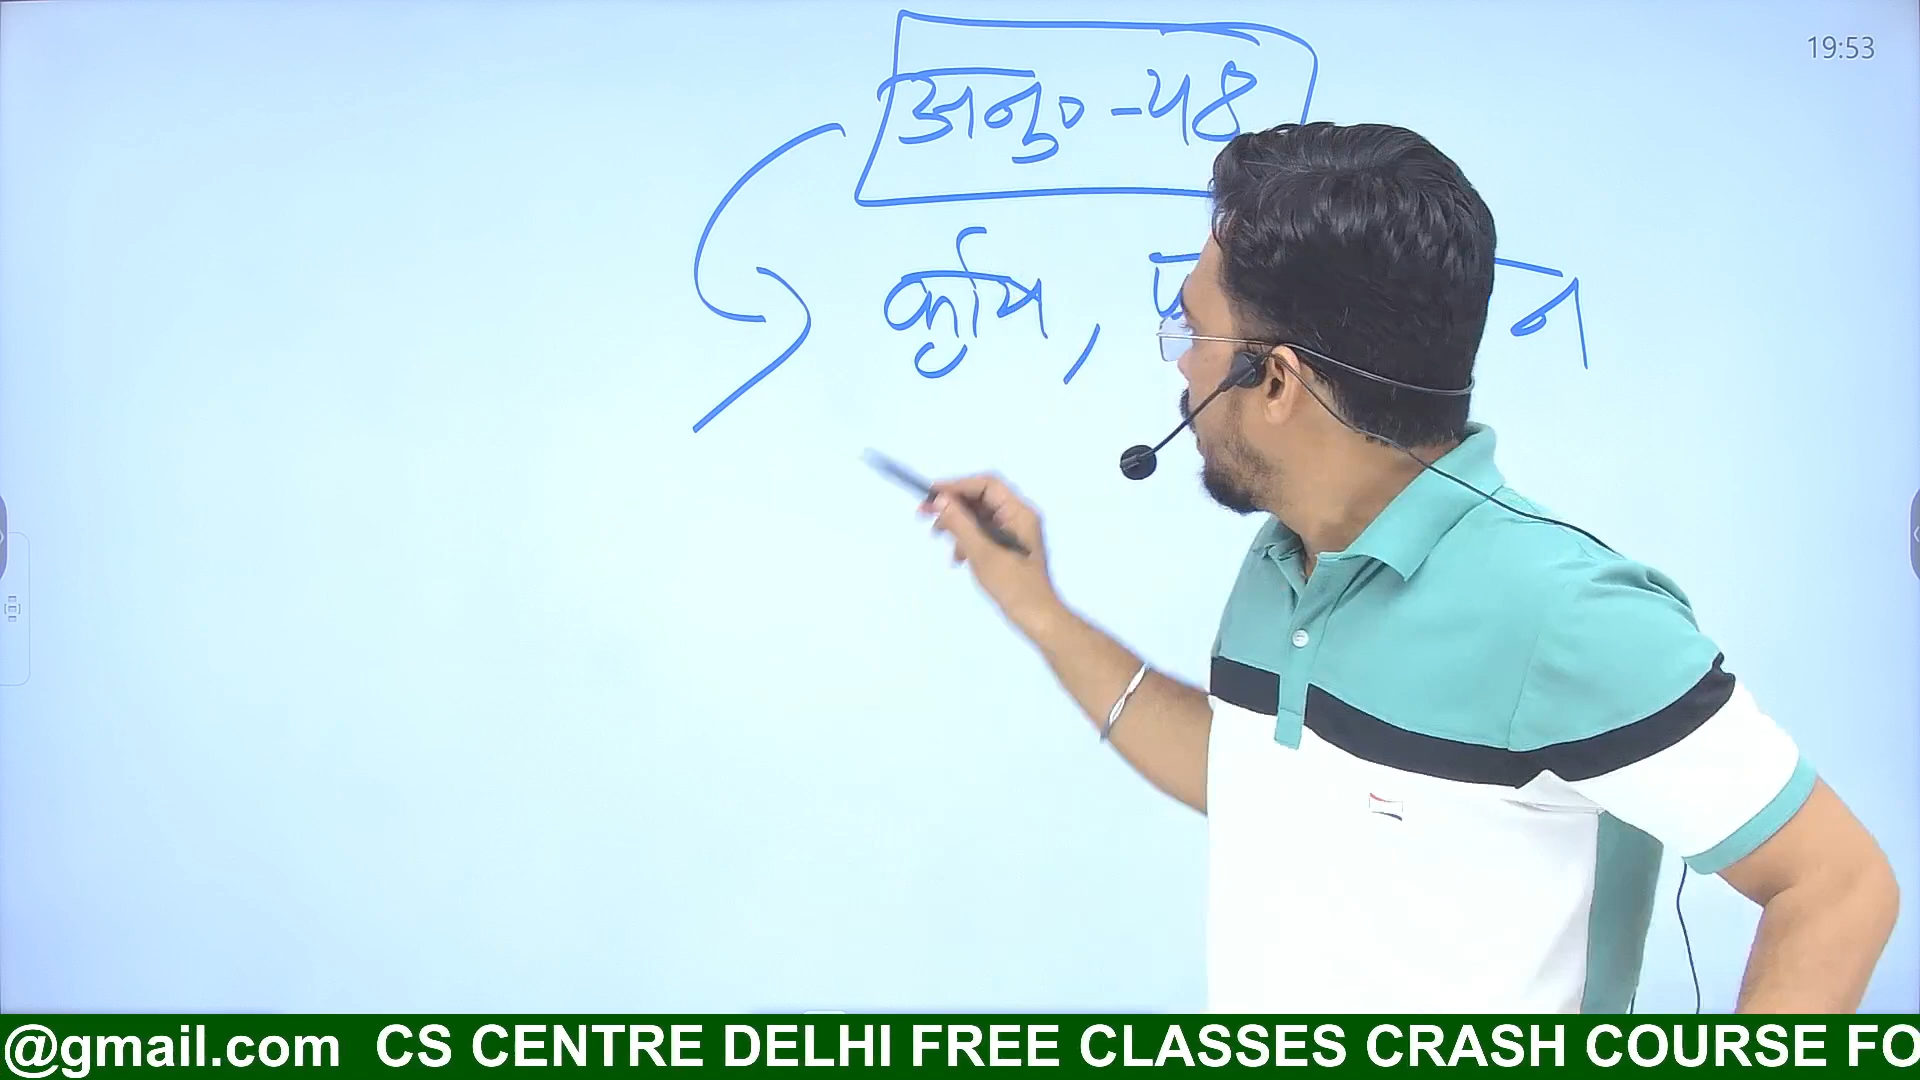 19:53
अनु० -48
कृषि,
@gmail.com CS CENTRE DELHI FREE CLASSES CRASH COURSE FO